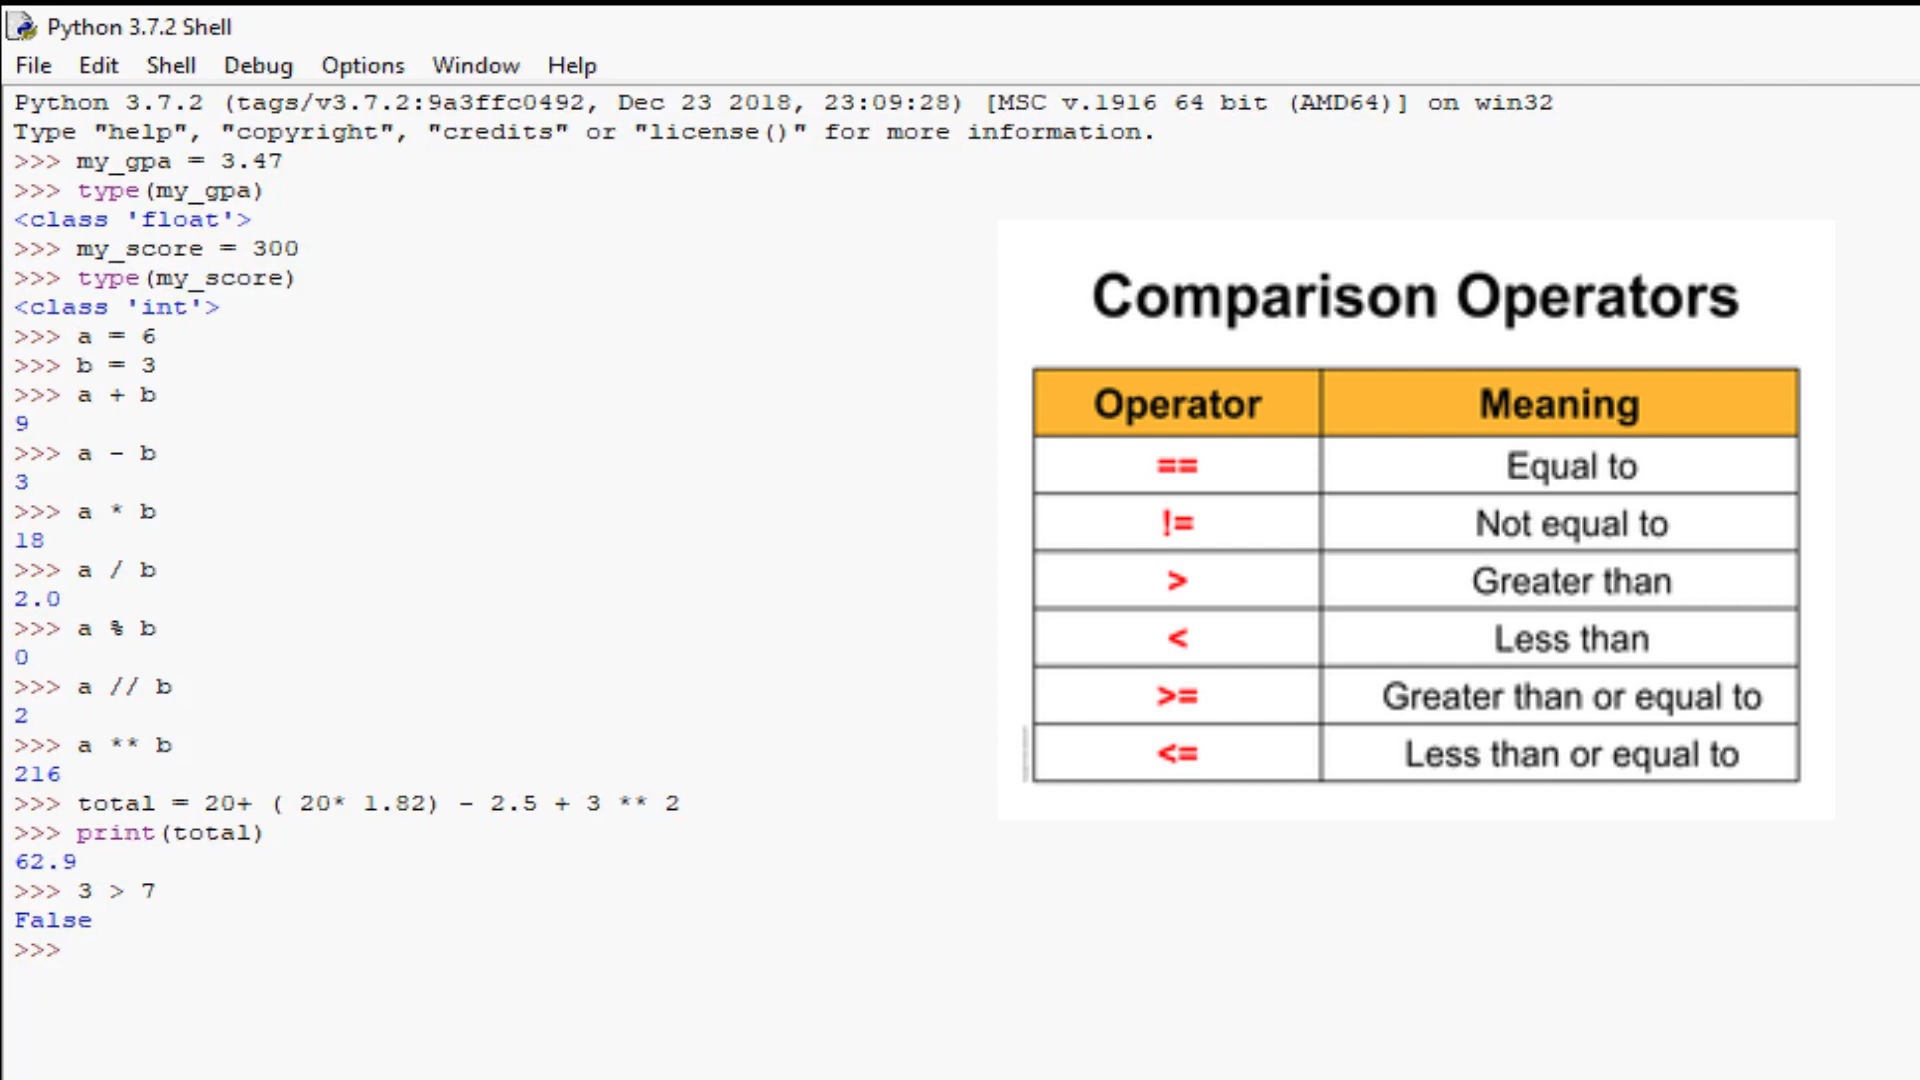 Python 3.7.2 Shell
File Edit Shell Debug Options Window Help
Python 3.7.2 (tags/v3.7.2:9a3ffc0492, Dec 23 2018, 23:09:28) [MSC v.1916 64 bit (AMD64)] on win32
Type "help", "copyright", "credits" or "license()" for more information.
>>> my_gpa = 3.47
>>> type(my_gpa)
<class 'float'>
>>> my_score = 300
>>> type(my_score)
<class 'int'>
>>> a = 6
>>> b = 3
>>> a + b
9
>>> a - b
3
>>> a * b
18
>>> a / b
2.0
>>> a % b
0
>>> a // b
2
>>> a ** b
216
>>> total = 20+ ( 20* 1.82) - 2.5 + 3 ** 2
>>> print(total)
62.9
>>> 3 > 7
False
>>>
Comparison Operators
Operator Meaning
== Equal to
!= Not equal to
> Greater than
< Less than
>= Greater than or equal to
<= Less than or equal to